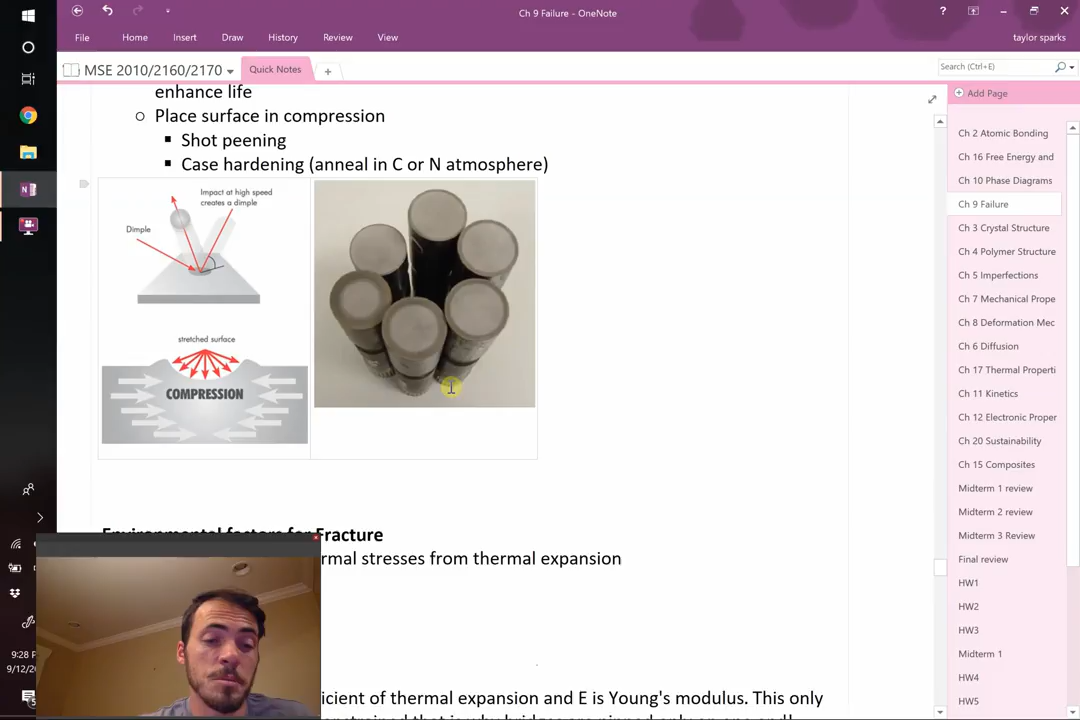 Ch 9 Failure - OneNote
taylor sparks
File
Home
Insert
Draw
History
Review
View
MSE 2010/2160/2170
Quick Notes
Search (Ctrl+E)
Add Page
enhance life
Place surface in compression
Shot peening
Case hardening (anneal in C or N atmosphere)
Impact at high speed
creates a dimple
Dimple
stretched surface
COMPRESSION
Environmental factors for Fracture
rmal stresses from thermal expansion
icient of thermal expansion and E is Young's modulus. This only
Ch 2 Atomic Bonding
Ch 16 Free Energy and
Ch 10 Phase Diagrams
Ch 9 Failure
Ch 3 Crystal Structure
Ch 4 Polymer Structure
Ch 5 Imperfections
Ch 7 Mechanical Prope
Ch 8 Deformation Mec
Ch 6 Diffusion
Ch 17 Thermal Properti
Ch 11 Kinetics
Ch 12 Electronic Proper
Ch 20 Sustainability
Ch 15 Composites
Midterm 1 review
Midterm 2 review
Midterm 3 Review
Final review
HW1
HW2
HW3
Midterm 1
HW4
HW5
9:28
9/12/20